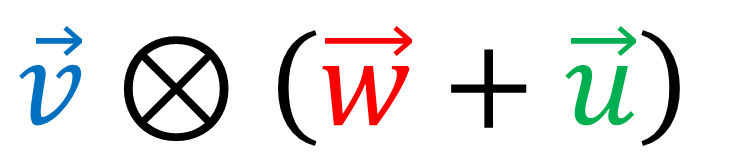 v⃗ ⊗ (w⃗ + u⃗)